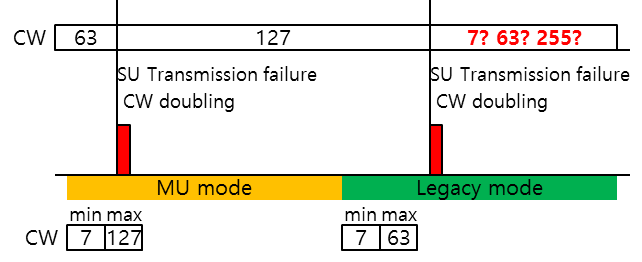 CW 63 127 7? 63? 255?
SU Transmission failure SU Transmission failure
CW doubling CW doubling
MU mode Legacy mode
min max min max
CW 7 127 7 63